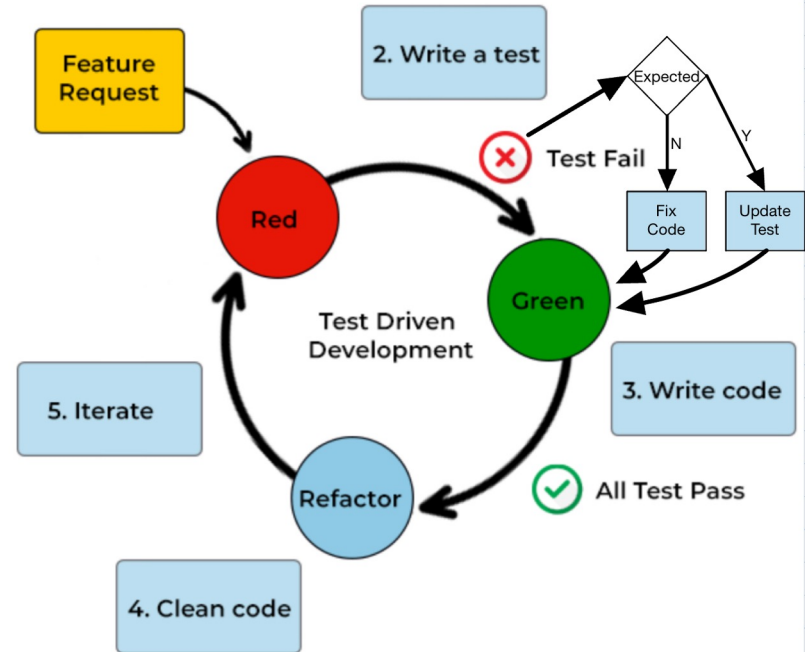 Feature
Request
2. Write a test
Expected
N
Y
Test Fail
Fix
Code
Update
Test
Red
Green
Test Driven
Development
3. Write code
5. Iterate
Refactor
All Test Pass
4. Clean code